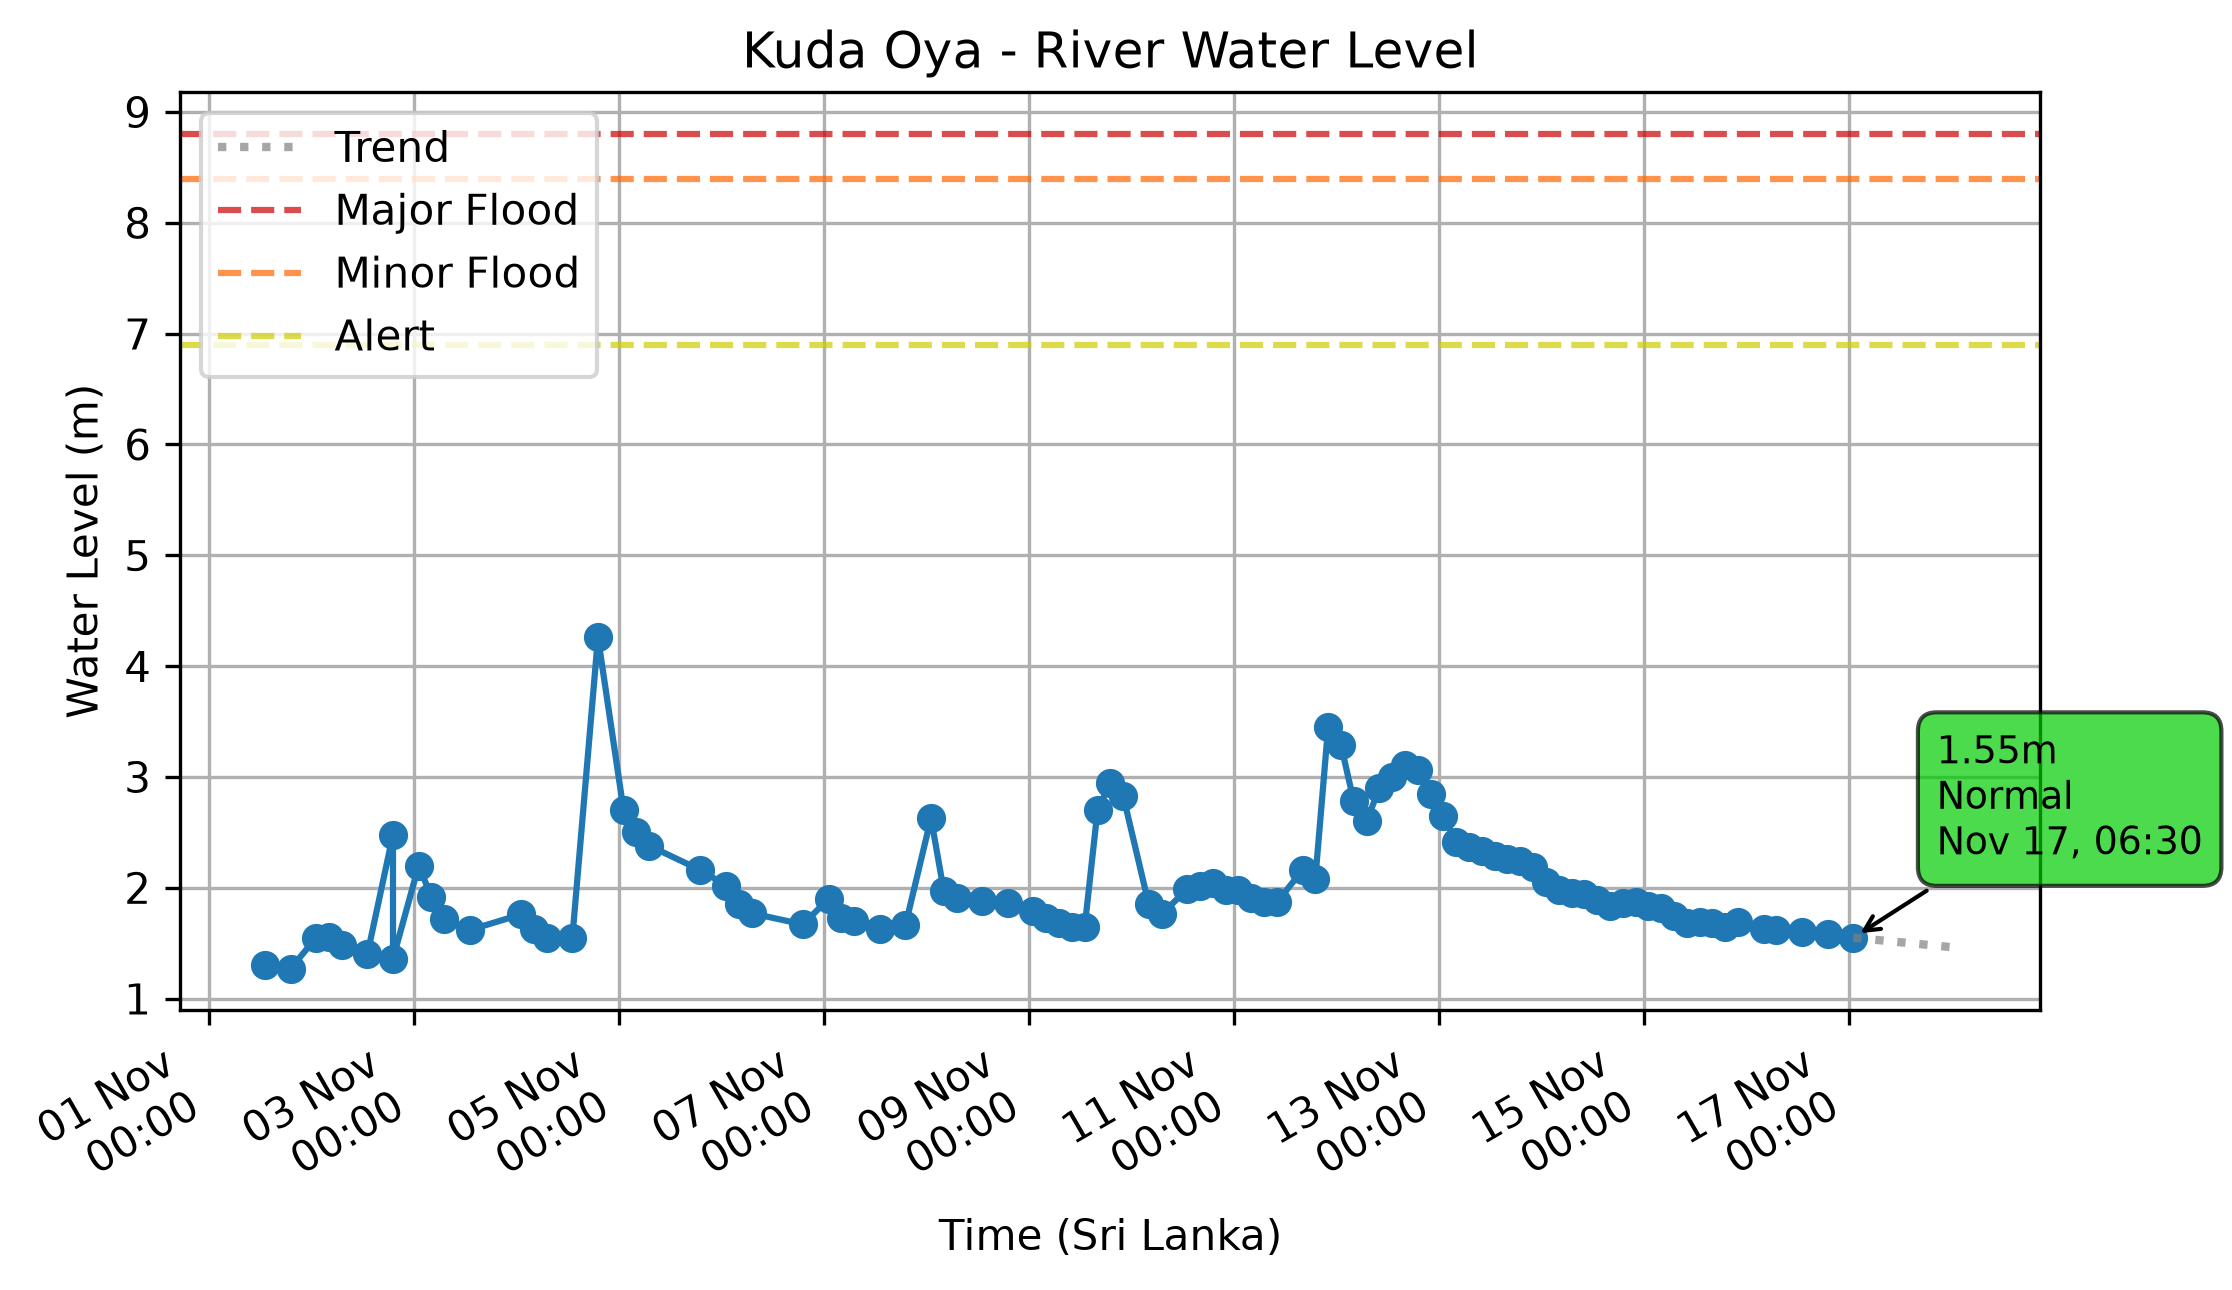 Kuda Oya - River Water Level
9
8
7
6
5
4
3
2
1
Water Level (m)
Trend
Major Flood
Minor Flood
Alert
1.55m
Normal
Nov 17, 06:30
01 Nov
00:00
03 Nov
00:00
05 Nov
00:00
07 Nov
00:00
09 Nov
00:00
11 Nov
00:00
13 Nov
00:00
15 Nov
00:00
17 Nov
00:00
Time (Sri Lanka)